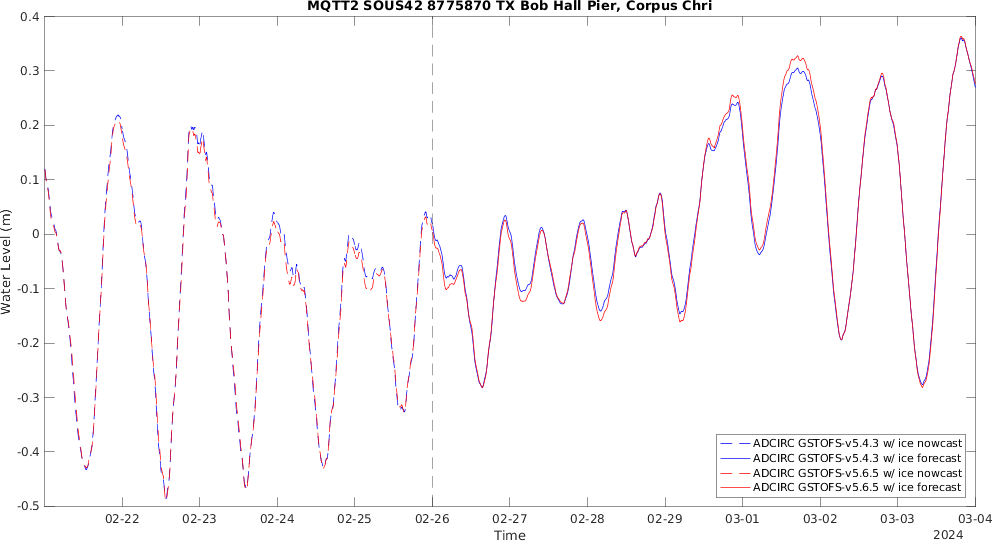 MQTT2 SOUS42 8775870 TX Bob Hall Pier, Corpus Chri
0.4
0.3
0.2
0.1
0
-0.1
-0.2
-0.3
-0.4
-0.5
Water Level (m)
ADCIRC GSTOFS-v5.4.3 w/ ice nowcast
ADCIRC GSTOFS-v5.4.3 w/ ice forecast
ADCIRC GSTOFS-v5.6.5 w/ ice nowcast
ADCIRC GSTOFS-v5.6.5 w/ ice forecast
02-22 02-23 02-24 02-25 02-26 02-27 02-28 02-29 03-01 03-02 03-03 03-04
Time
2024